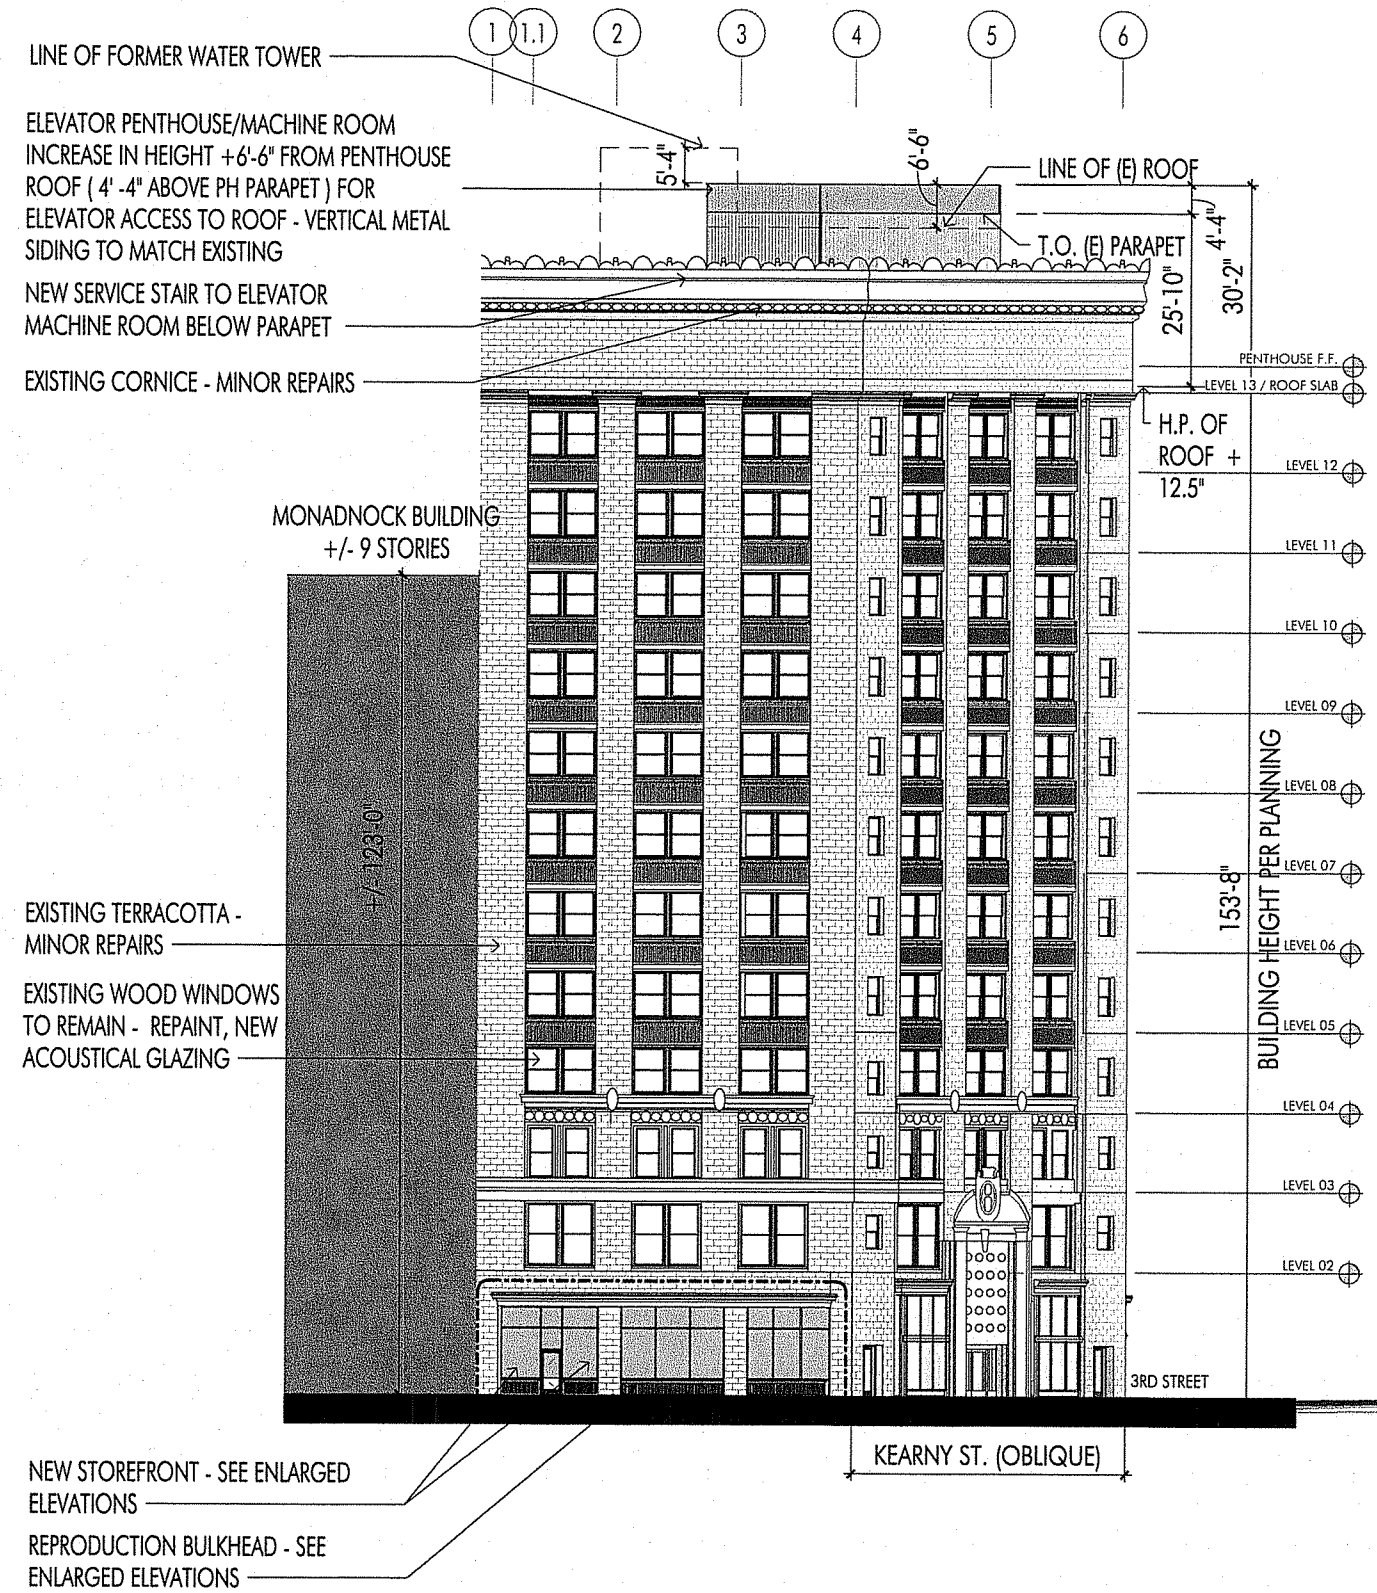 1
1.1
2
3
4
5
6
LINE OF FORMER WATER TOWER
ELEVATOR PENTHOUSE/MACHINE ROOM
INCREASE IN HEIGHT +6'-6" FROM PENTHOUSE
ROOF ( 4' -4" ABOVE PH PARAPET ) FOR
ELEVATOR ACCESS TO ROOF - VERTICAL METAL
SIDING TO MATCH EXISTING
5'-4"
6'-6"
LINE OF (E) ROOF
T.O. (E) PARAPET
4'-4"
25'-10"
30'-2"
NEW SERVICE STAIR TO ELEVATOR
MACHINE ROOM BELOW PARAPET
EXISTING CORNICE - MINOR REPAIRS
PENTHOUSE F.F.
LEVEL 13 / ROOF SLAB
H.P. OF
ROOF +
12.5"
LEVEL 12
MONADNOCK BUILDING
+/- 9 STORIES
LEVEL 11
LEVEL 10
LEVEL 09
LEVEL 08
LEVEL 07
+/- 123'0"
153'-8"
BUILDING HEIGHT PER PLANNING
EXISTING TERRACOTTA -
MINOR REPAIRS
LEVEL 06
EXISTING WOOD WINDOWS
TO REMAIN - REPAINT, NEW
ACOUSTICAL GLAZING
LEVEL 05
LEVEL 04
LEVEL 03
8
LEVEL 02
3RD STREET
KEARNY ST. (OBLIQUE)
NEW STOREFRONT - SEE ENLARGED
ELEVATIONS
REPRODUCTION BULKHEAD - SEE
ENLARGED ELEVATIONS